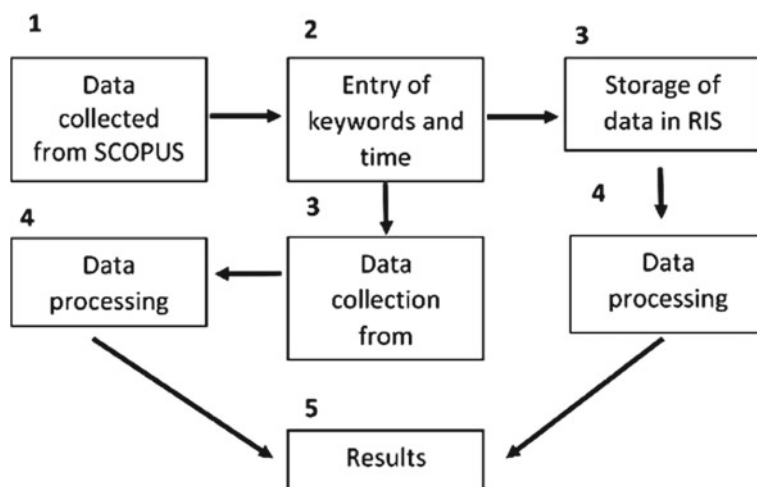 1
Data
collected
from SCOPUS
2
Entry of
keywords and
time
3
Storage of
data in RIS
4
Data
processing
3
Data
collection
from
4
Data
processing
5
Results